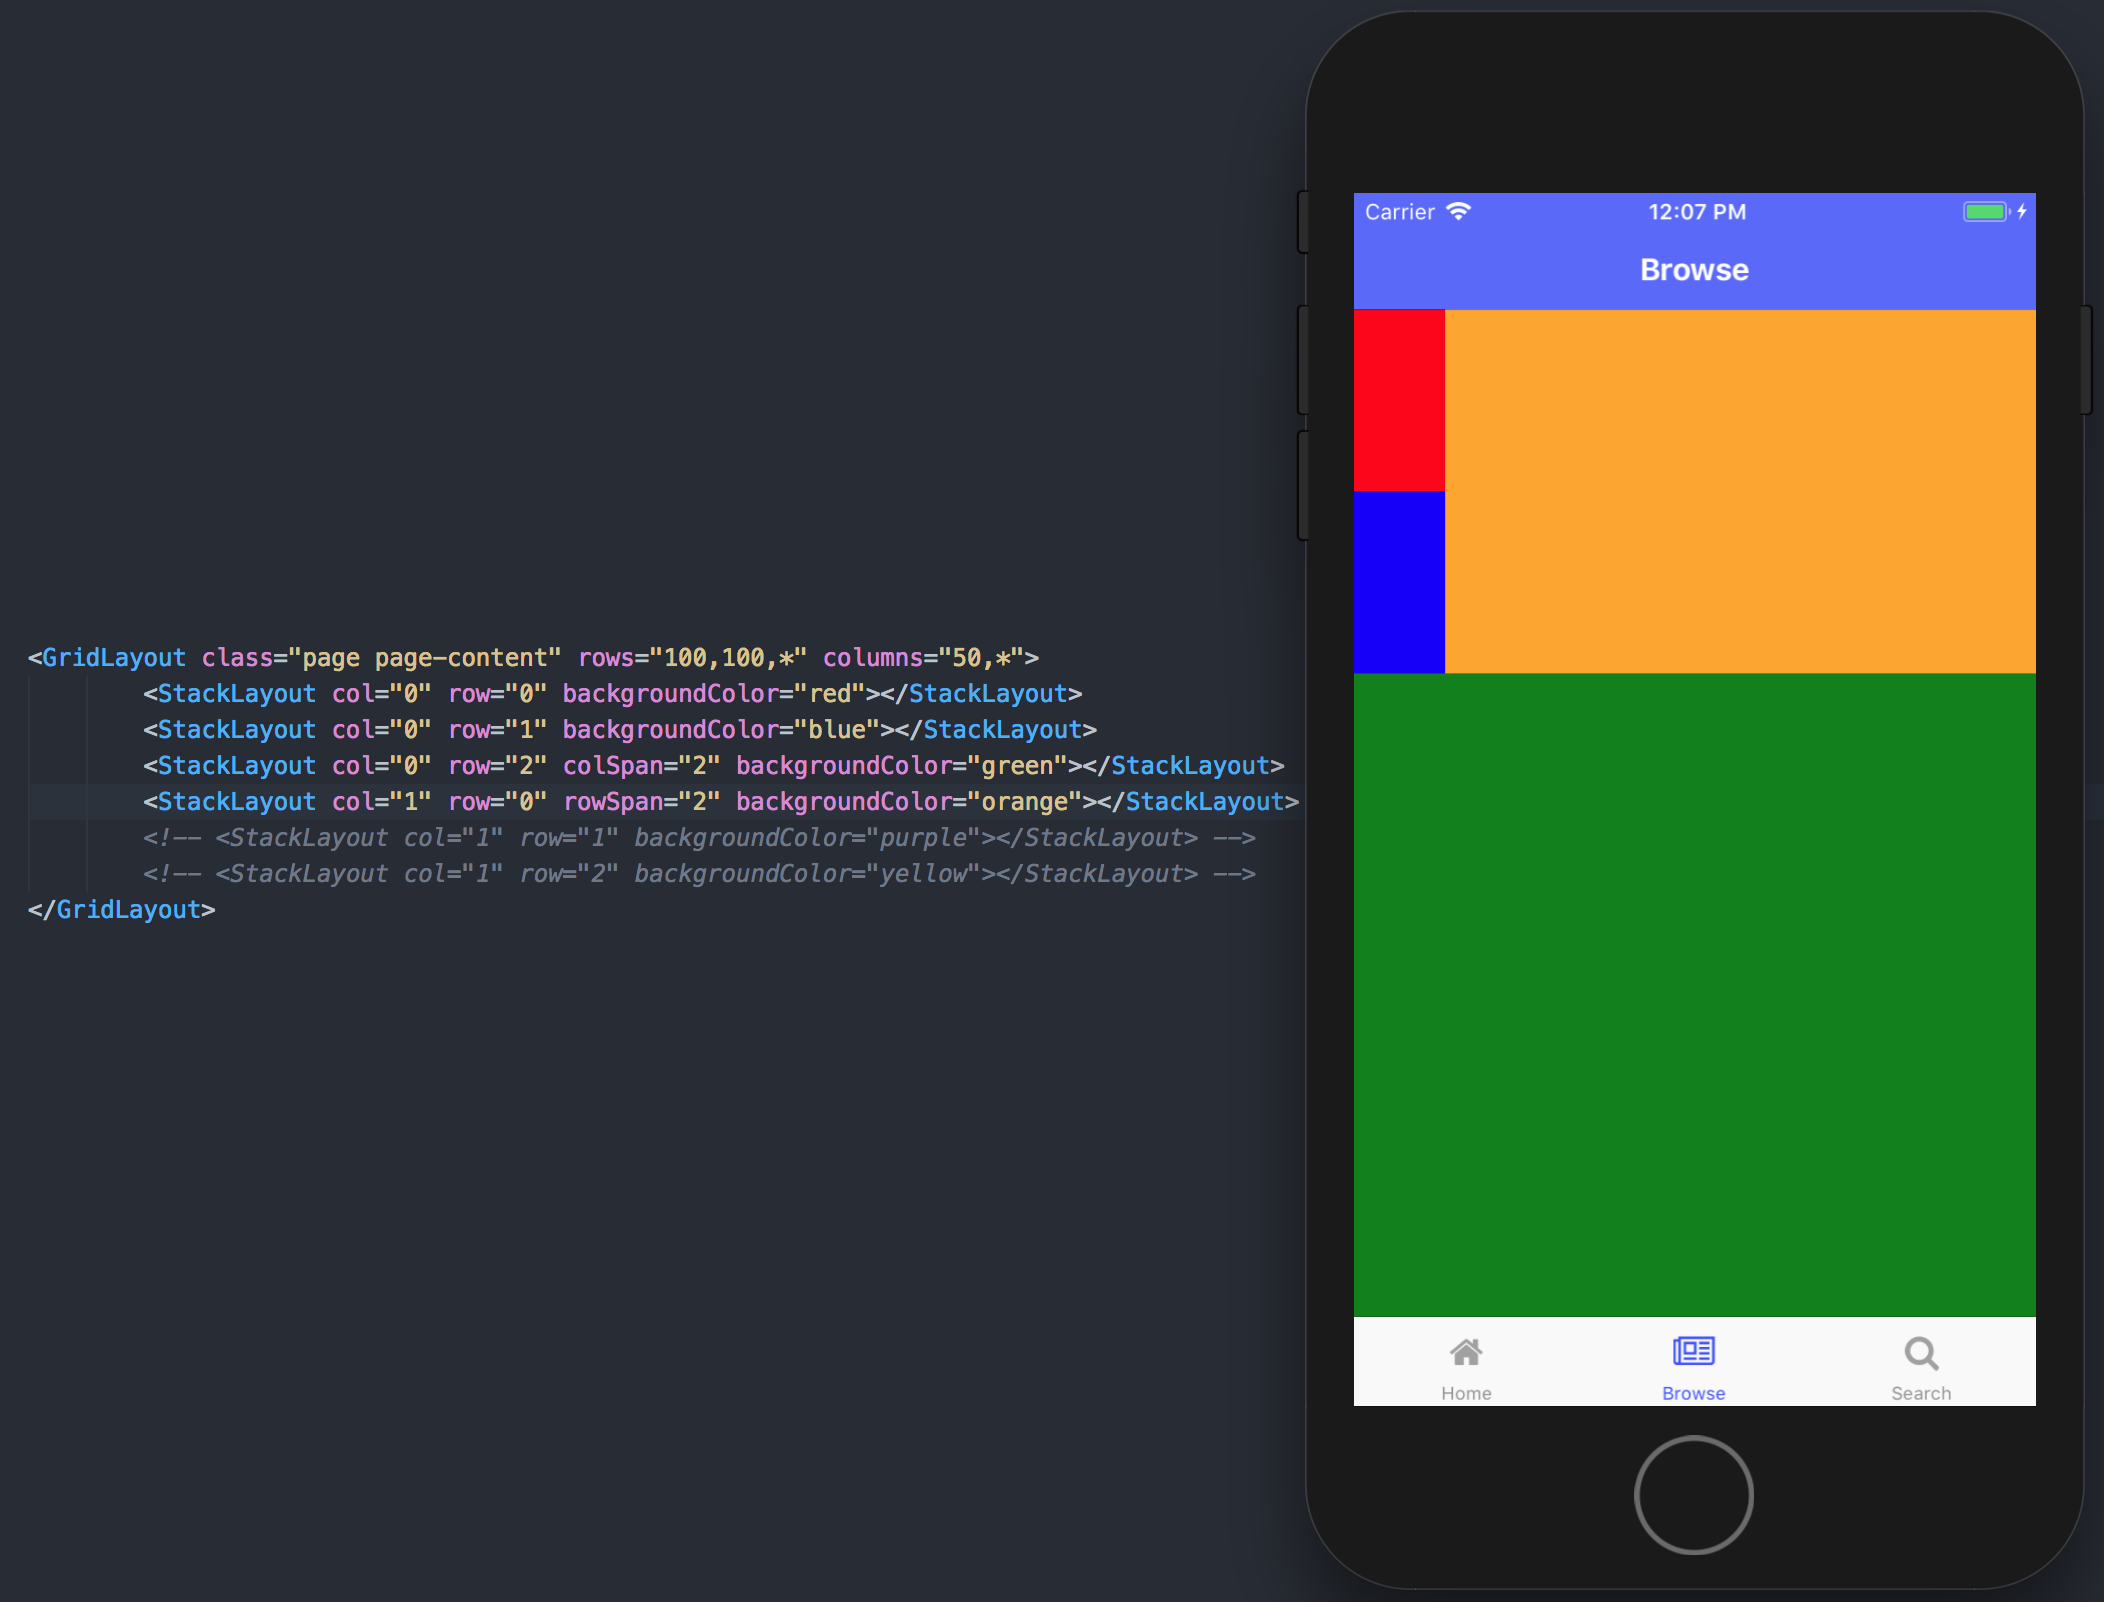 <GridLayout class="page page-content" rows="100,100,*" columns="50,*">
<StackLayout col="0" row="0" backgroundColor="red"></StackLayout>
<StackLayout col="0" row="1" backgroundColor="blue"></StackLayout>
<StackLayout col="0" row="2" colSpan="2" backgroundColor="green"></StackLayout>
<StackLayout col="1" row="0" rowSpan="2" backgroundColor="orange"></StackLayout>
<!-- <StackLayout col="1" row="1" backgroundColor="purple"></StackLayout> -->
<!-- <StackLayout col="1" row="2" backgroundColor="yellow"></StackLayout> -->
</GridLayout>
Carrier 12:07 PM
Browse
Home Browse Search